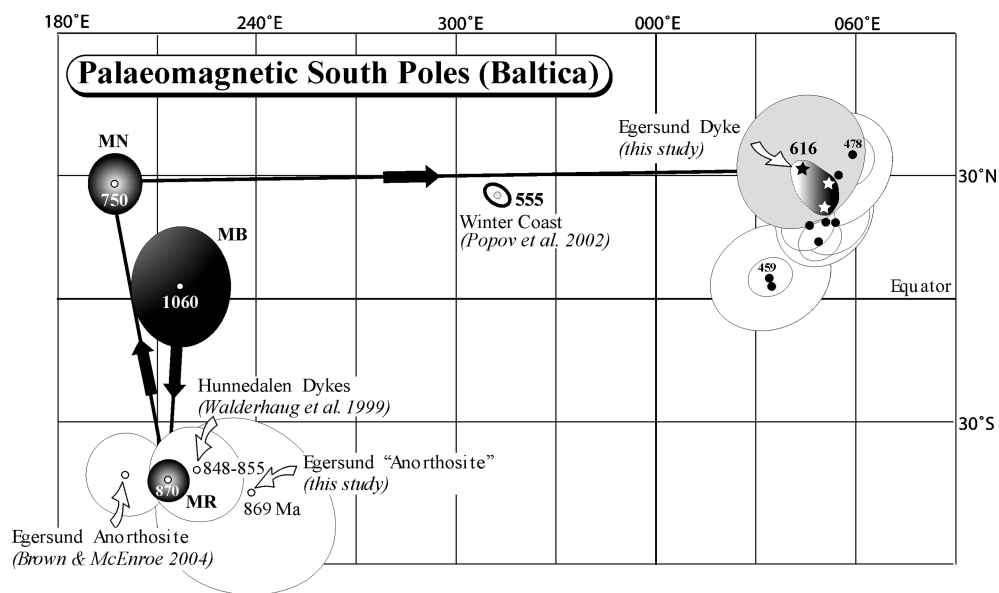 180°E
240°E
300°E
000°E
060°E
Palaeomagnetic South Poles (Baltica)
Egersund Dyke
(this study)
616
478
MN
750
30°N
555
Winter Coast
(Popov et al. 2002)
MB
1060
459
Equator
Hunnedalen Dykes
(Walderhaug et al. 1999)
30°S
848-855
Egersund "Anorthosite"
(this study)
870
MR
869 Ma
Egersund Anorthosite
(Brown & McEnroe 2004)